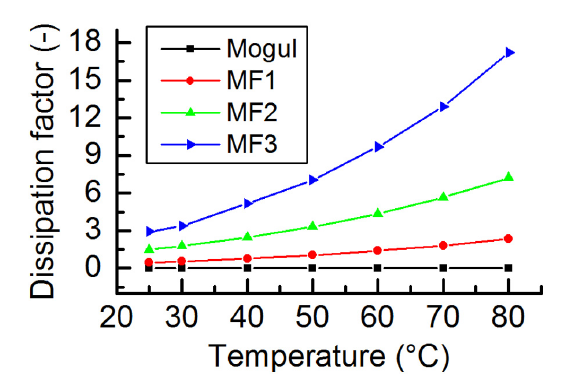 Dissipation factor (-)
18
15
12
9
6
3
0
Mogul
MF1
MF2
MF3
20 30 40 50 60 70 80
Temperature (°C)